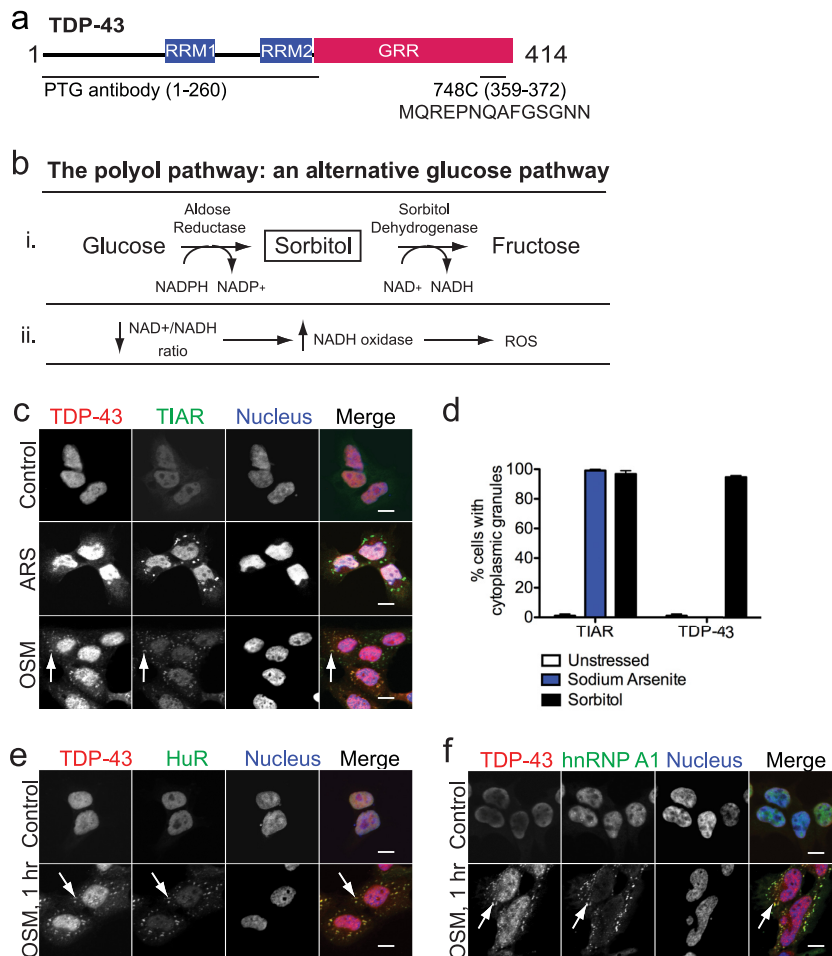 a
TDP-43
1 RRM1 RRM2 GRR 414
PTG antibody (1-260) 748C (359-372)
MQREPNQAFGSGNN
b The polyol pathway: an alternative glucose pathway
i. Glucose Aldose Reductase NADPH NADP+ Sorbitol Sorbitol Dehydrogenase NAD+ NADH Fructose
ii. NAD+/NADH ratio NADH oxidase ROS
c
TDP-43 TIAR Nucleus Merge
Control
ARS
OSM
d
% cells with cytoplasmic granules
100
80
60
40
20
0
TIAR TDP-43
Unstressed
Sodium Arsenite
Sorbitol
e
TDP-43 HuR Nucleus Merge
Control
OSM, 1 hr
f
TDP-43 hnRNP A1 Nucleus Merge
Control
OSM, 1 hr